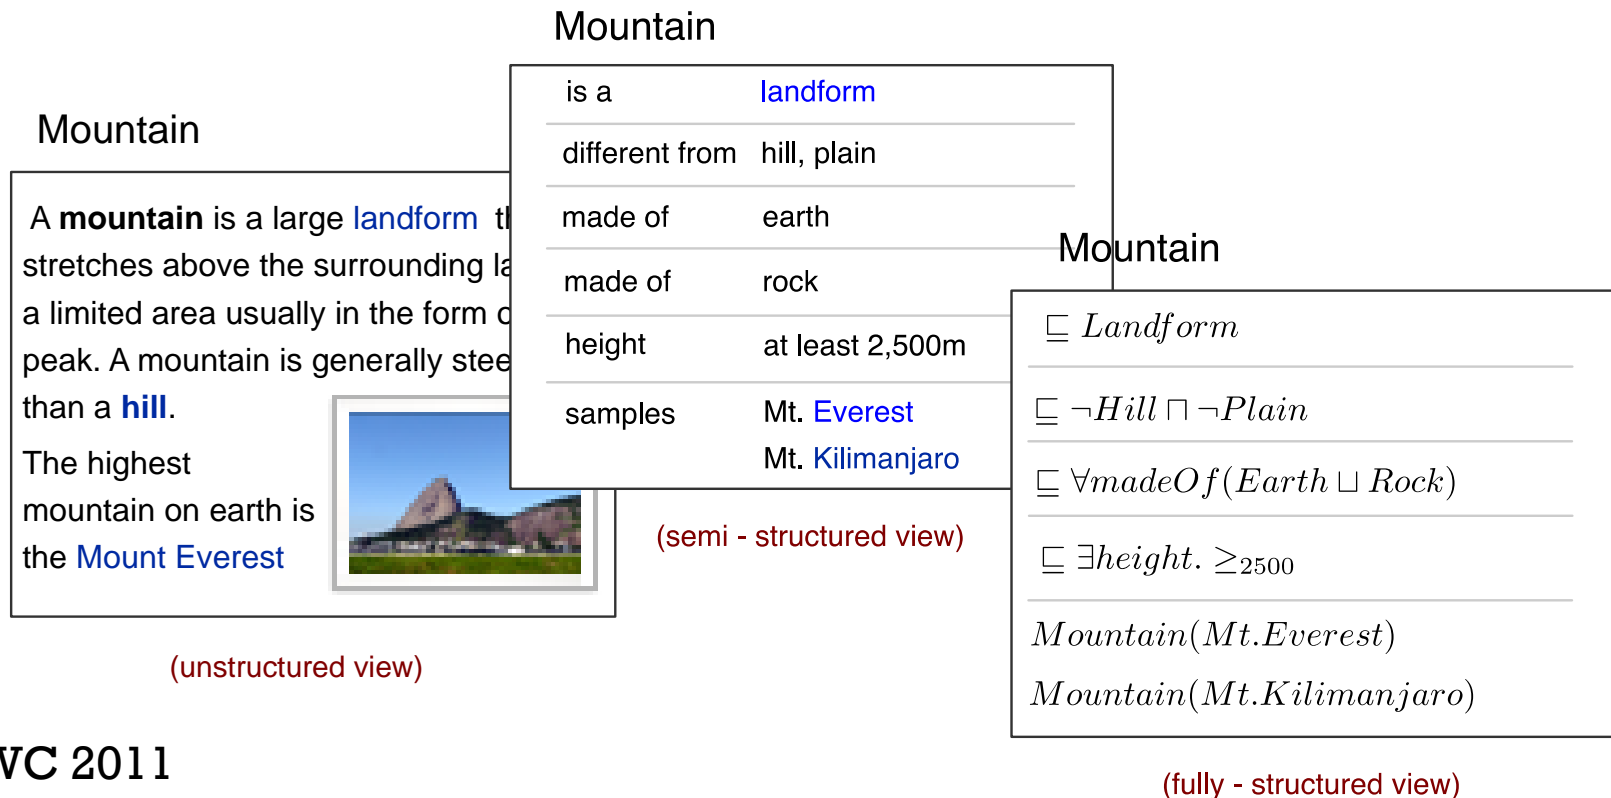 Mountain
A mountain is a large landform
stretches above the surrounding
a limited area usually in the form
peak. A mountain is generally
than a hill.
The highest
mountain on earth is
the Mount Everest
(unstructured view)
Mountain
is a landform
different from hill, plain
made of earth
made of rock
height at least 2,500m
samples Mt. Everest
Mt. Kilimanjaro
(semi - structured view)
Mountain
⊑ Landform
⊑ ¬Hill ⊓ ¬Plain
⊑ ∀madeOf(Earth ⊔ Rock)
⊑ ∃height. ≥2500
Mountain(Mt.Everest)
Mountain(Mt.Kilimanjaro)
(fully - structured view)
2011